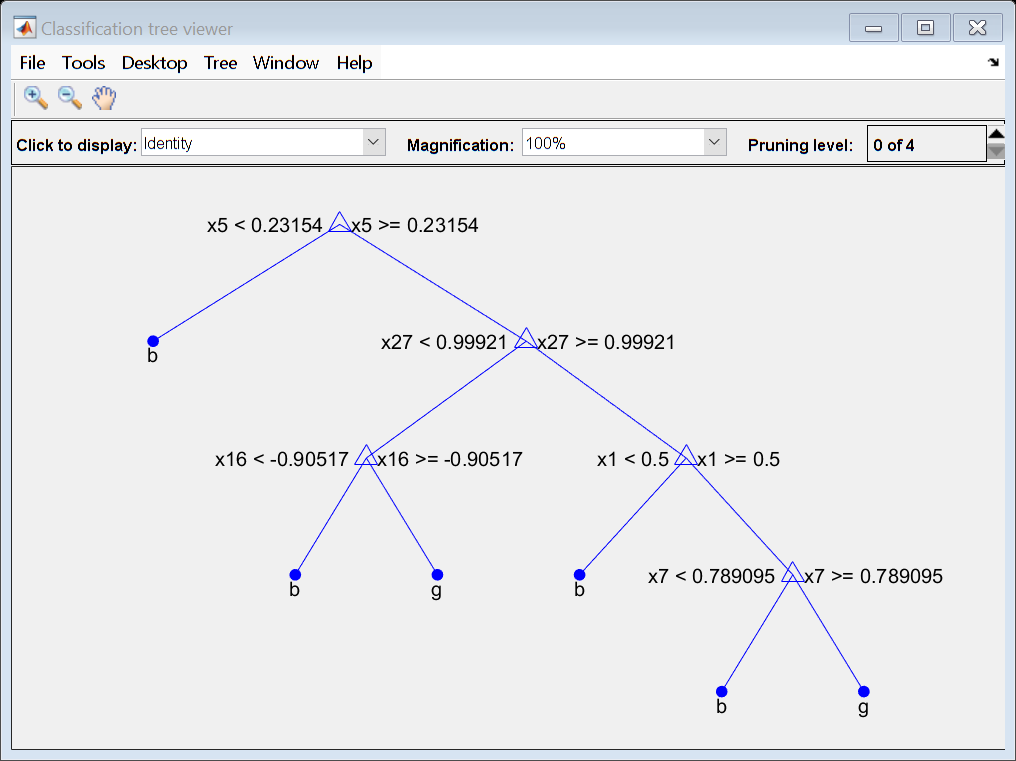 Classification tree viewer
File Tools Desktop Tree Window Help
Click to display: Identity Magnification: 100% Pruning level: 0 of 4
x5 < 0.23154 x5 >= 0.23154
b
x27 < 0.99921 x27 >= 0.99921
x16 < -0.90517 x16 >= -0.90517 x1 < 0.5 x1 >= 0.5
b g b
x7 < 0.789095 x7 >= 0.789095
b g